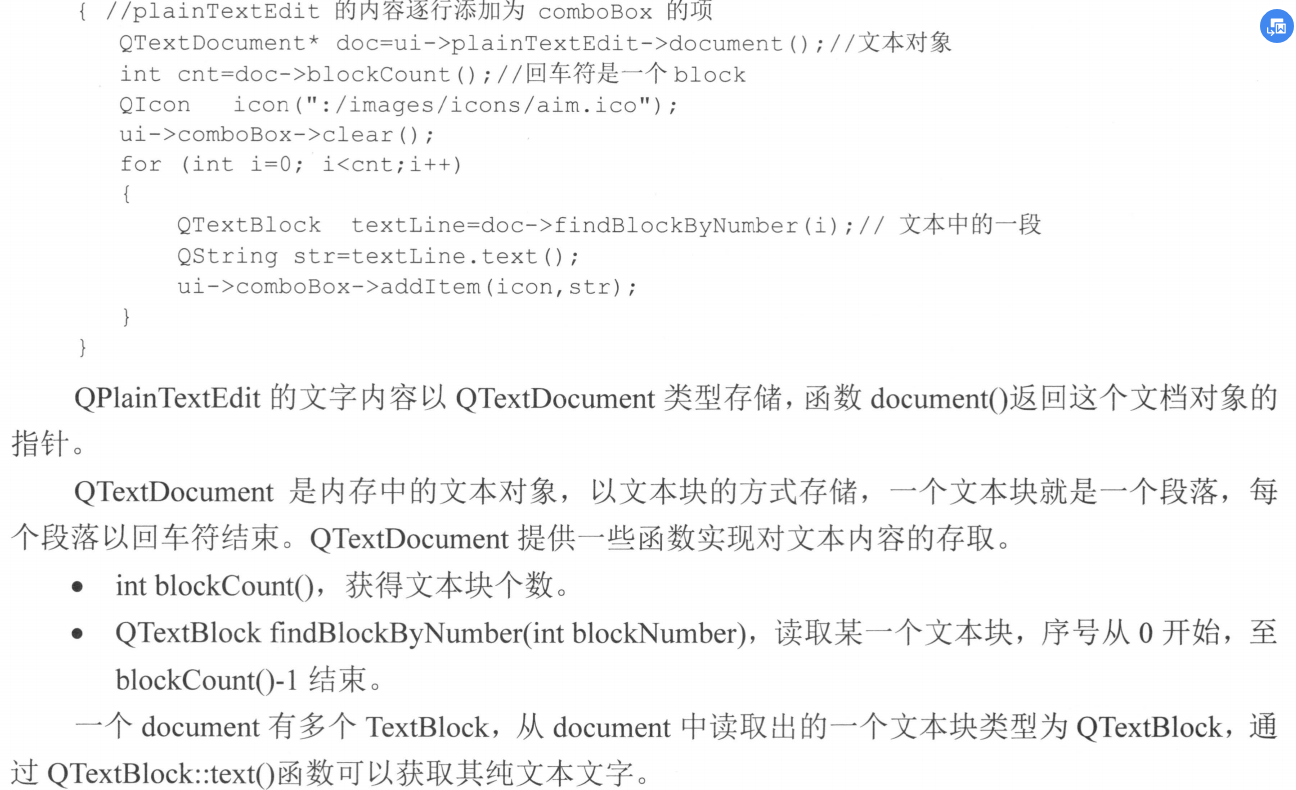 { //plainTextEdit 的内容逐行添加为 comboBox 的项
QTextDocument* doc=ui->plainTextEdit->document();//文本对象
int cnt=doc->blockCount();//回车符是一个 block
QIcon   icon(":/images/icons/aim.ico");
ui->comboBox->clear();
for (int i=0; i<cnt;i++)
{
QTextBlock  textLine=doc->findBlockByNumber(i);// 文本中的一段
QString str=textLine.text();
ui->comboBox->addItem(icon,str);
}
}
QPlainTextEdit 的文字内容以 QTextDocument 类型存储，函数 document()返回这个文档对象的
指针。
QTextDocument 是内存中的文本对象，以文本块的方式存储，一个文本块就是一个段落，每
个段落以回车符结束。QTextDocument 提供一些函数实现对文本内容的存取。
● int blockCount()，获得文本块个数。
● QTextBlock findBlockByNumber(int blockNumber)，读取某一个文本块，序号从 0 开始，至
blockCount()-1 结束。
一个 document 有多个 TextBlock，从 document 中读取出的一个文本块类型为 QTextBlock，通
过 QTextBlock::text()函数可以获取其纯文本文字。